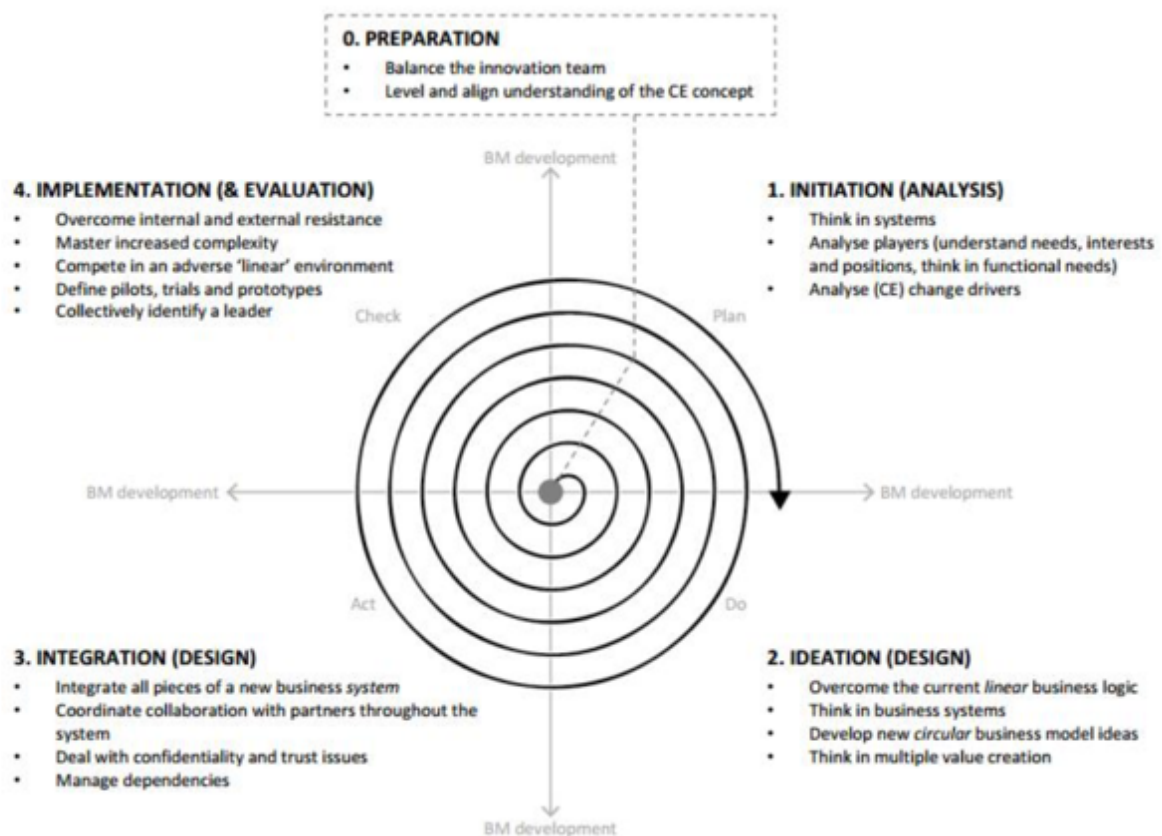 0. PREPARATION
• Balance the innovation team
• Level and align understanding of the CE concept
BM development
4. IMPLEMENTATION (& EVALUATION)
• Overcome internal and external resistance
• Master increased complexity
• Compete in an adverse ‘linear’ environment
• Define pilots, trials and prototypes
• Collectively identify a leader
1. INITIATION (ANALYSIS)
• Think in systems
• Analyse players (understand needs, interests
and positions, think in functional needs)
• Analyse (CE) change drivers
Check
Plan
BM development
BM development
Act
Do
3. INTEGRATION (DESIGN)
• Integrate all pieces of a new business system
• Coordinate collaboration with partners throughout the
system
• Deal with confidentiality and trust issues
• Manage dependencies
2. IDEATION (DESIGN)
• Overcome the current linear business logic
• Think in business systems
• Develop new circular business model ideas
• Think in multiple value creation
BM development